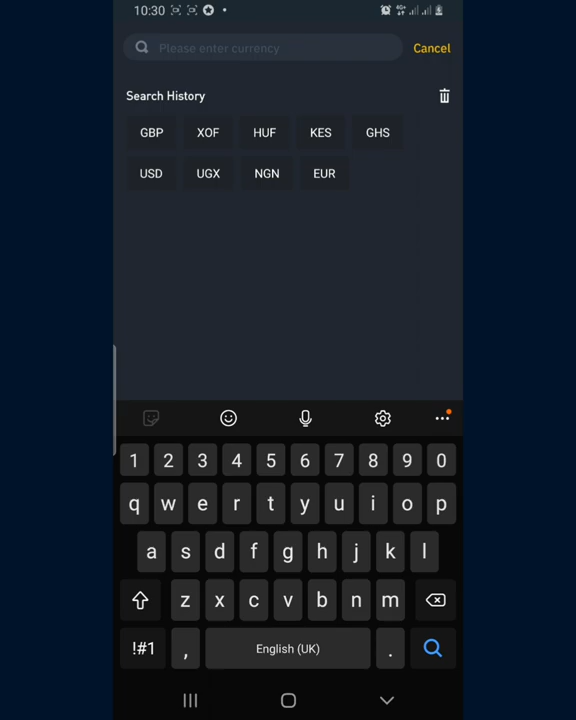 10:30 4G+
Please enter currency Cancel
Search History
GBP XOF HUF KES GHS
USD UGX NGN EUR
1 2 3 4 5 6 7 8 9 0
q w e r t y u i o p
a s d f g h j k l
z x c v b n m
!#1 , English (UK) .